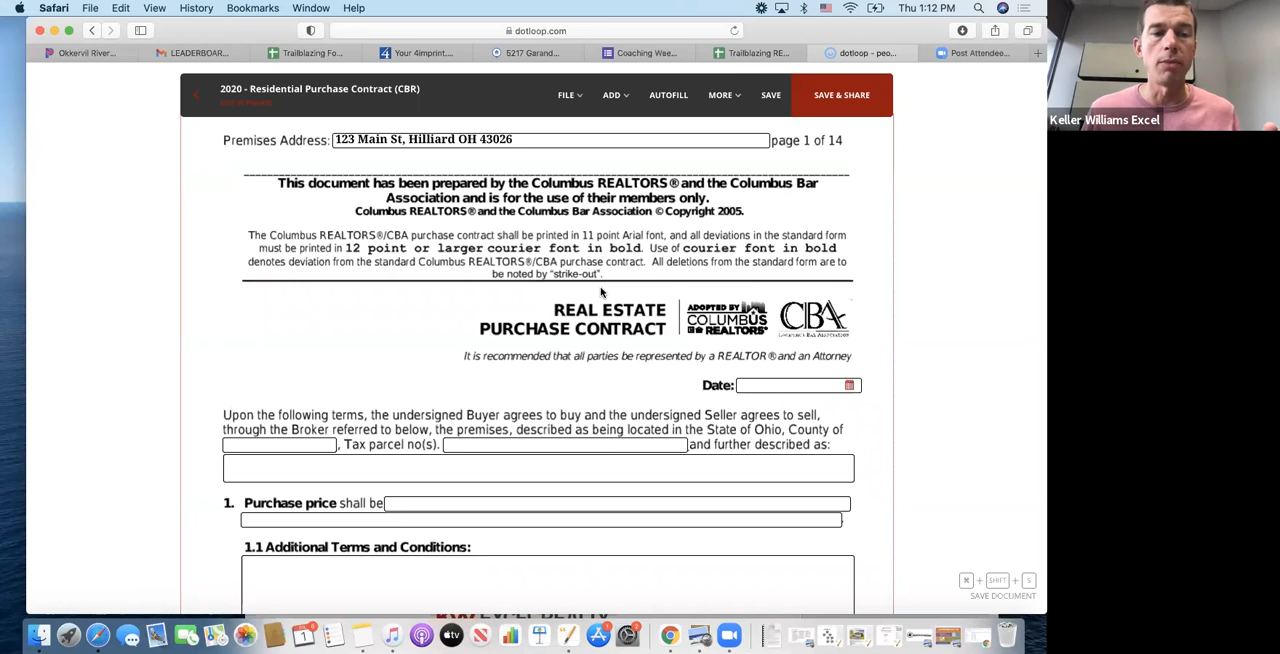 Safari File Edit View History Bookmarks Window Help Thu 1:12 PM
dotloop.com
Okkervil River... LEADERBOAR... Trailblazing Fo... Your 4imprint.... 5217 Garand... Coaching Wee... Trailblazing RE... dotloop - peo... Post Attendee...
2020 - Residential Purchase Contract (CBR)
FILE ADD AUTOFILL MORE SAVE SAVE & SHARE
Keller Williams Excel
Premises Address: 123 Main St, Hilliard OH 43026 page 1 of 14
This document has been prepared by the Columbus REALTORS® and the Columbus Bar
Association and is for the use of their members only.
Columbus REALTORS® and the Columbus Bar Association © Copyright 2005.
The Columbus REALTORS®/CBA purchase contract shall be printed in 11 point Arial font, and all deviations in the standard form
must be printed in 12 point or larger courier font in bold. Use of courier font in bold
denotes deviation from the standard Columbus REALTORS®/CBA purchase contract. All deletions from the standard form are to
be noted by "strike-out".
REAL ESTATE
PURCHASE CONTRACT
ADOPTED BY
COLUMBUS
REALTORS®
CBA
It is recommended that all parties be represented by a REALTOR® and an Attorney
Date:
Upon the following terms, the undersigned Buyer agrees to buy and the undersigned Seller agrees to sell,
through the Broker referred to below, the premises, described as being located in the State of Ohio, County of
, Tax parcel no(s). and further described as:
1. Purchase price shall be
1.1 Additional Terms and Conditions:
⌘ + SHIFT + S
SAVE DOCUMENT